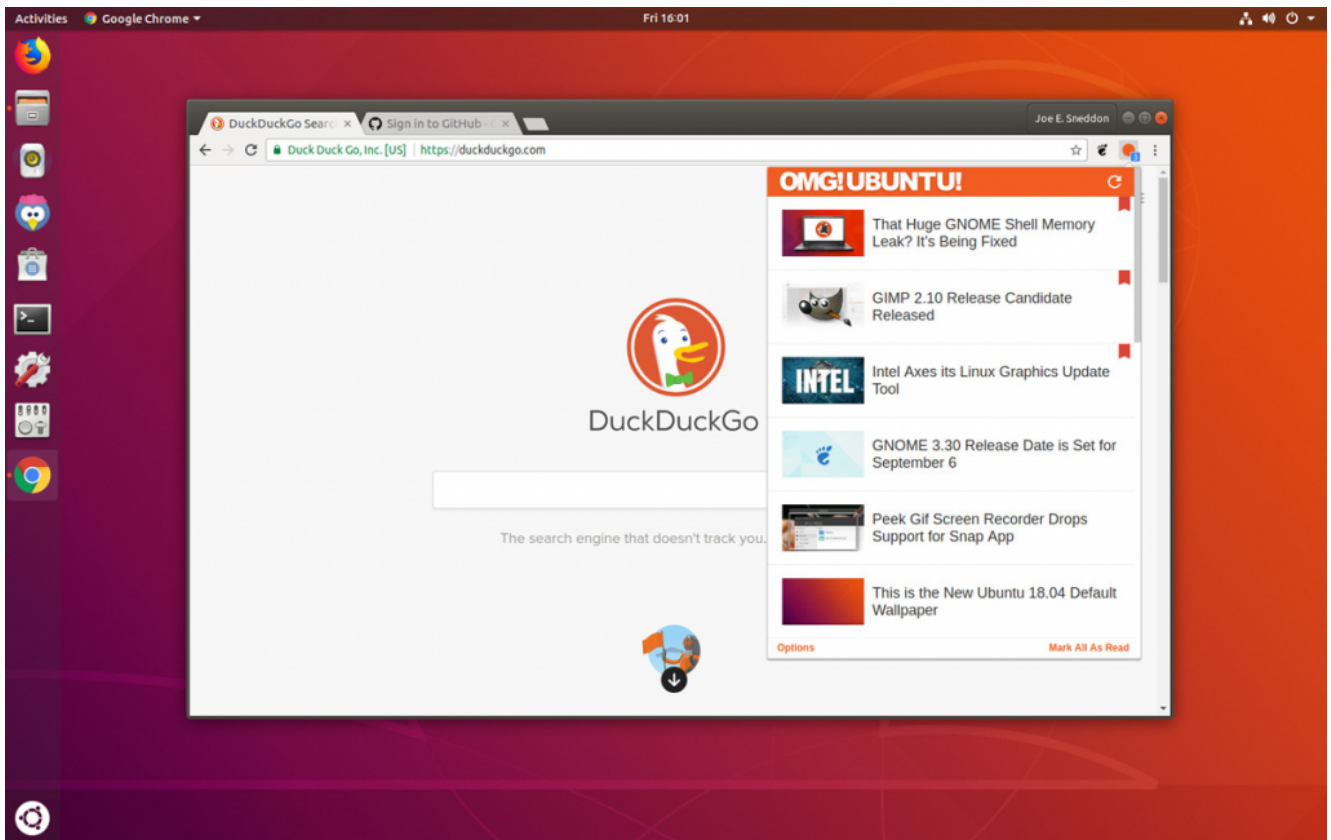 Activities Google Chrome Fri 16:01
DuckDuckGo Searc Sign in to GitHub - Joe E. Sneddon
Duck Duck Go, Inc. [US] https://duckduckgo.com
OMG! UBUNTU!
That Huge GNOME Shell Memory
Leak? It's Being Fixed
GIMP 2.10 Release Candidate
Released
INTEL
Intel Axes its Linux Graphics Update
Tool
DuckDuckGo
GNOME 3.30 Release Date is Set for
September 6
Peek Gif Screen Recorder Drops
Support for Snap App
The search engine that doesn't track you.
This is the New Ubuntu 18.04 Default
Wallpaper
Options Mark All As Read